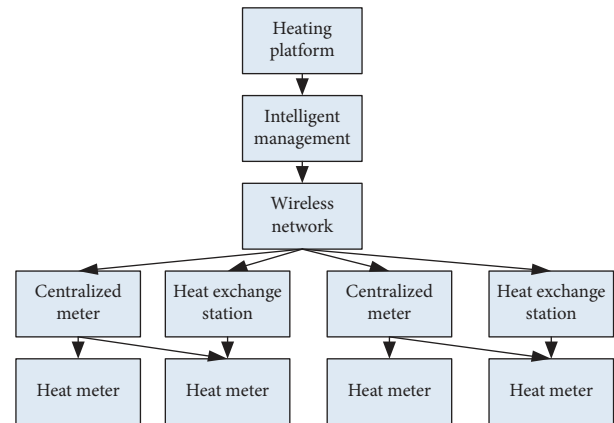 Heating
platform
Intelligent
management
Wireless
network
Centralized
meter
Heat exchange
station
Centralized
meter
Heat exchange
station
Heat meter
Heat meter
Heat meter
Heat meter